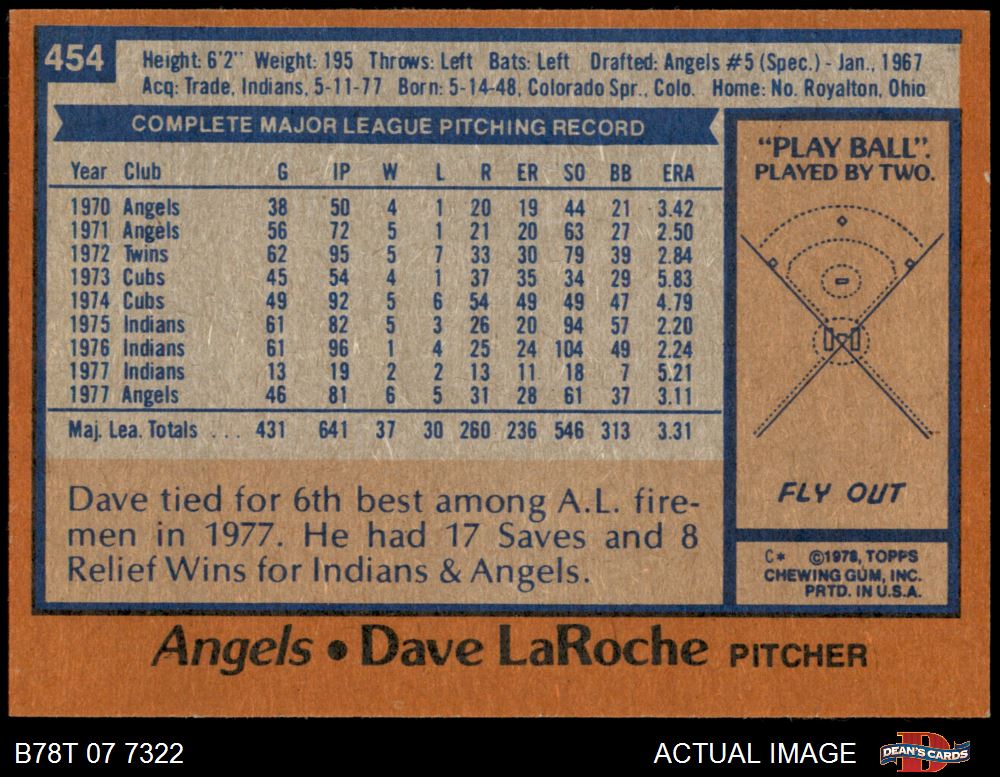 454
Height: 6'2" Weight: 195 Throws: Left Bats: Left Drafted: Angels #5 (Spec.) - Jan., 1967
Acq: Trade, Indians, 5-11-77 Born: 5-14-48, Colorado Spr., Colo. Home: No. Royalton, Ohio
COMPLETE MAJOR LEAGUE PITCHING RECORD
Year Club G IP W L R ER SO BB ERA
1970 Angels 38 50 4 1 20 19 44 21 3.42
1971 Angels 56 72 5 1 21 20 63 27 2.50
1972 Twins 62 95 5 7 33 30 79 39 2.84
1973 Cubs 45 54 4 1 37 35 34 29 5.83
1974 Cubs 49 92 5 6 54 49 49 47 4.79
1975 Indians 61 82 5 3 26 20 94 57 2.20
1976 Indians 61 96 1 4 25 24 104 49 2.24
1977 Indians 13 19 2 2 13 11 18 7 5.21
1977 Angels 46 81 6 5 31 28 61 37 3.11
Maj. Lea. Totals ... 431 641 37 30 260 236 546 313 3.31
Dave tied for 6th best among A.L. fire-
men in 1977. He had 17 Saves and 8
Relief Wins for Indians & Angels.
"PLAY BALL".
PLAYED BY TWO.
FLY OUT
C* ©1978, TOPPS
CHEWING GUM, INC.
PRTD. IN U.S.A.
Angels • Dave LaRoche PITCHER
B78T 07 7322 ACTUAL IMAGE DEAN'S CARDS